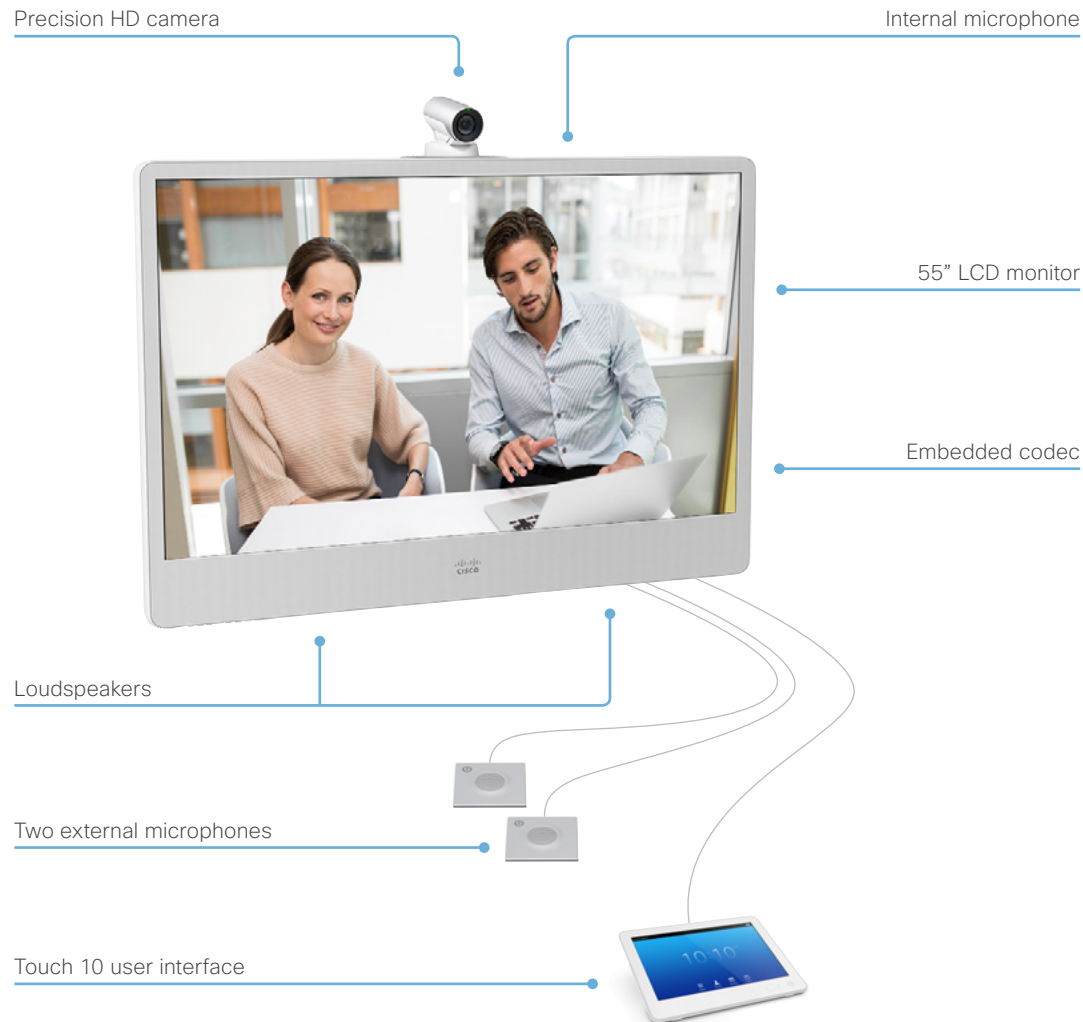 Precision HD camera
Internal microphone
55” LCD monitor
Embedded codec
CISCO
Loudspeakers
Two external microphones
10:10
Touch 10 user interface